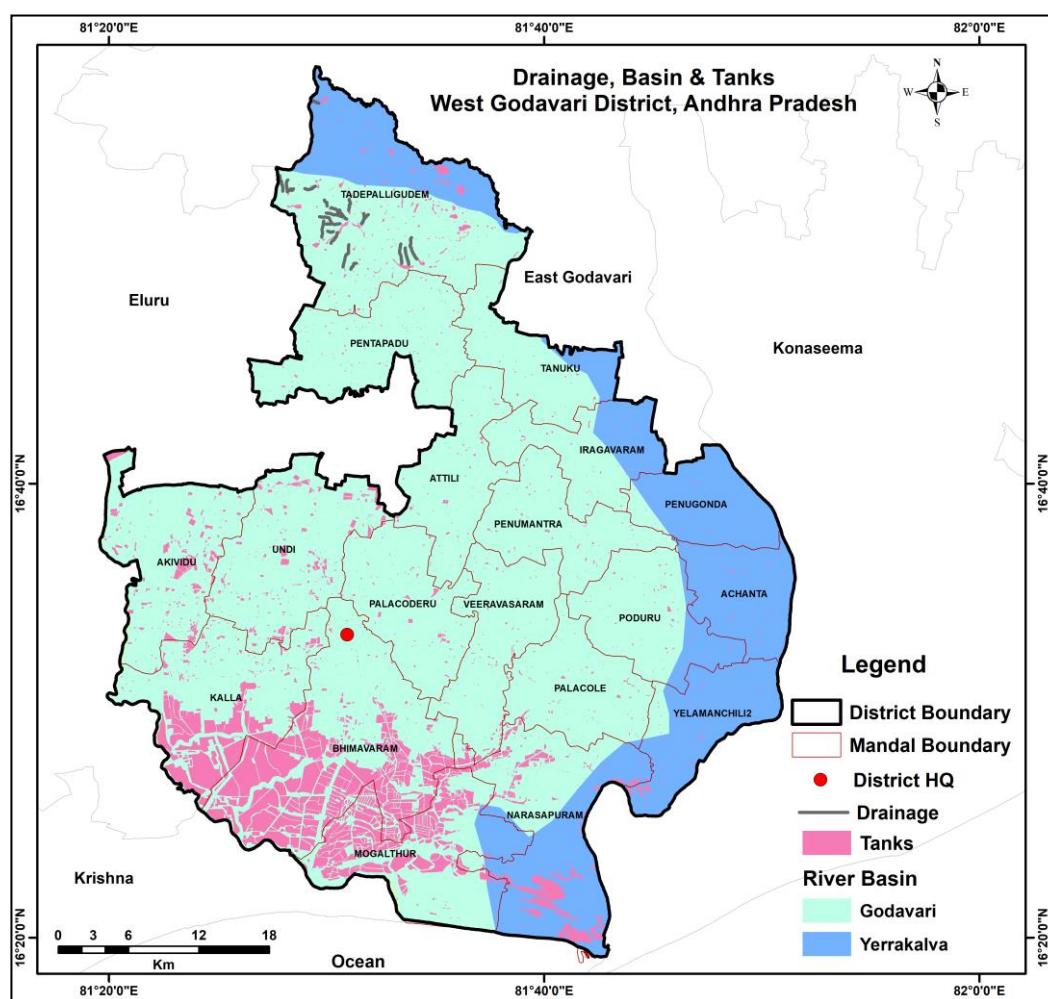 81°20'0"E
81°40'0"E
82°0'0"E
Drainage, Basin & Tanks
West Godavari District, Andhra Pradesh
N
W
E
S
TADEPALLIGUDEM
East Godavari
Eluru
Konaseema
PENTAPADU
TANUKU
IRAGAVARAM
16°40'0"N
16°40'0"N
ATTILI
PENUGONDA
PENUMANTRA
UNDI
AKIVIDU
ACHANTA
PALACODERU
VEERAVASARAM
PODURU
KALLA
PALACOLE
YELAMANCHILI2
BHIMAVARAM
NARASAPURAM
MOGALTHUR
Krishna
Legend
District Boundary
Mandal Boundary
District HQ
Drainage
Tanks
River Basin
Godavari
Yerrakalva
16°20'0"N
16°20'0"N
0 3 6 12 18
Km
Ocean
81°20'0"E
81°40'0"E
82°0'0"E